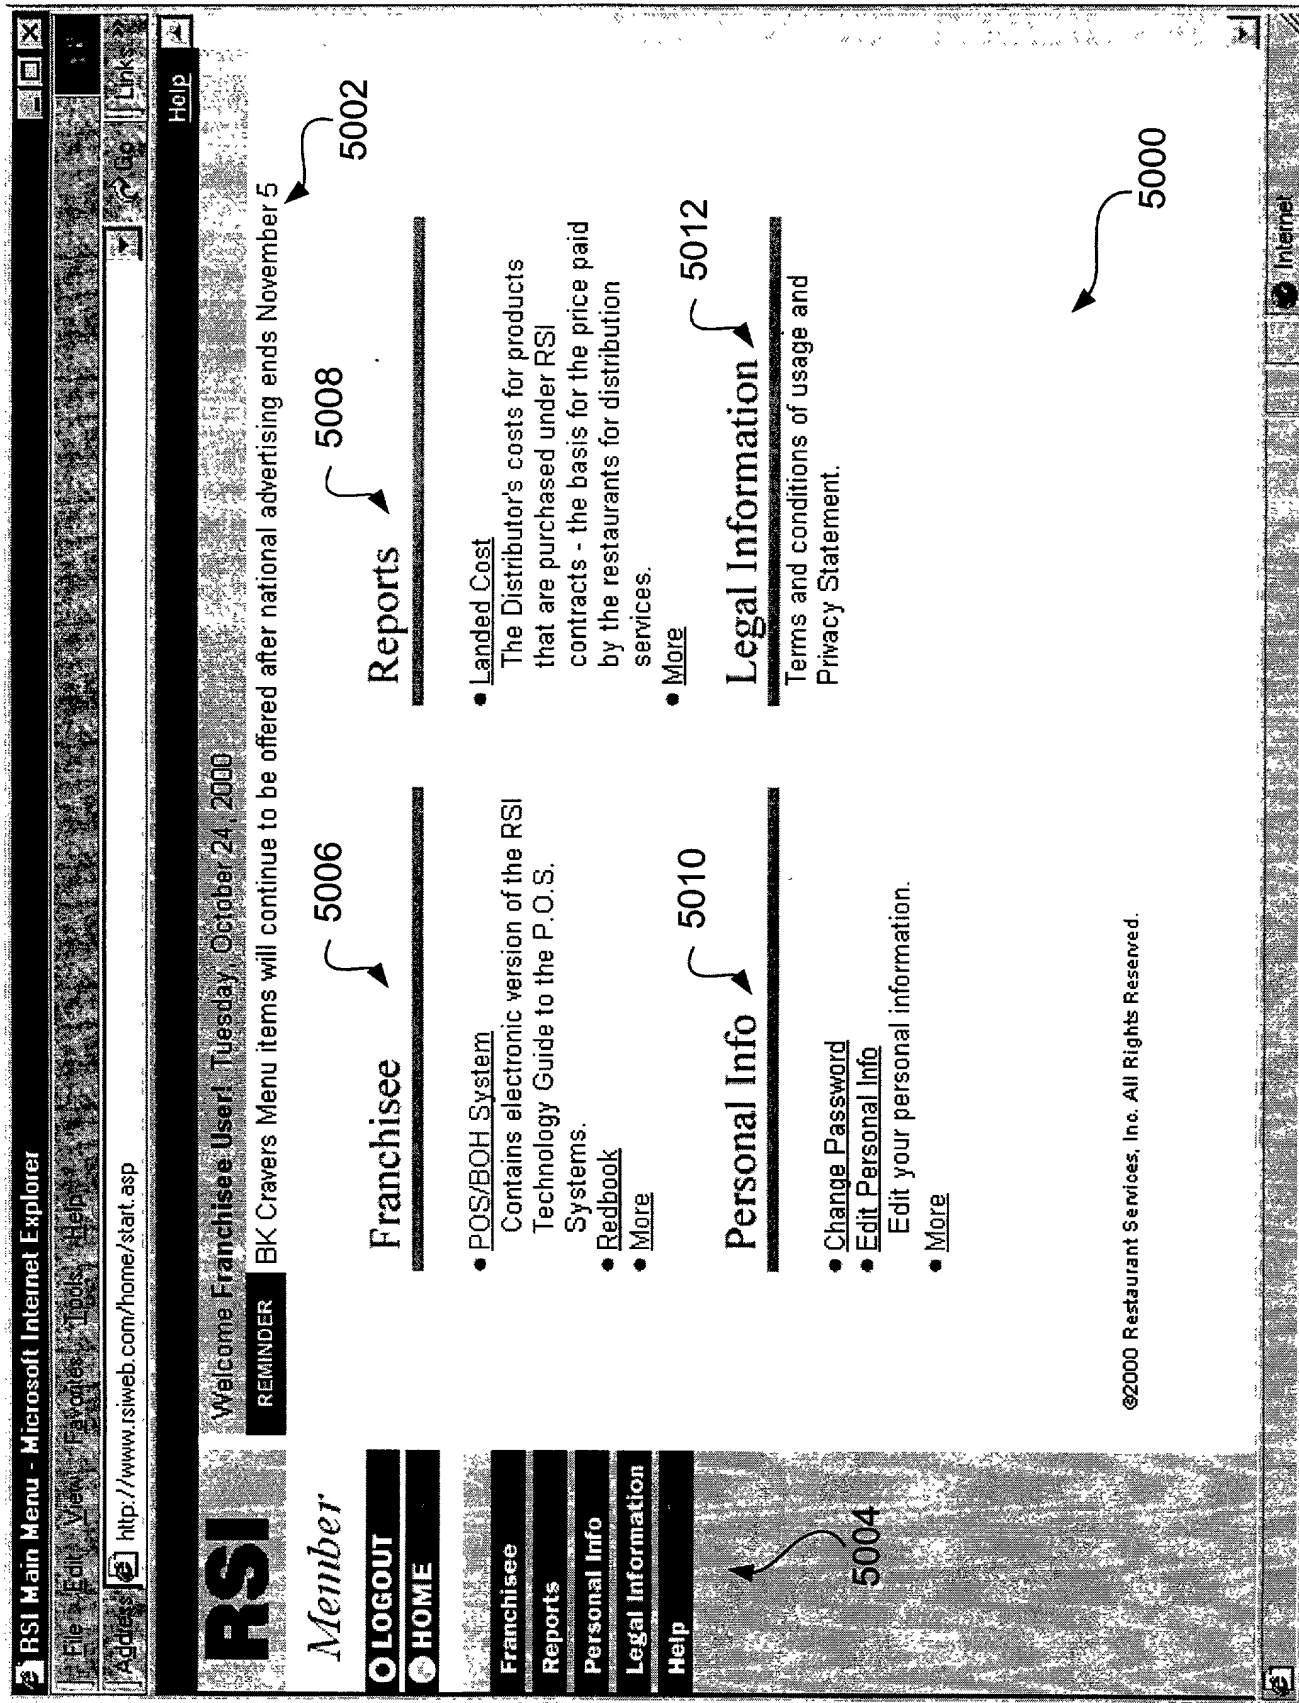 RSI Main Menu - Microsoft Internet Explorer
File Edit View Favorites Tools Help
Address http://www.rsiweb.com/home/start.asp Go Links »
Help
RSI
Welcome Franchisee User! Tuesday, October 24, 2000
REMINDER BK Cravers Menu items will continue to be offered after national advertising ends November 5
5002
Member
LOGOUT
HOME
Franchisee
Reports
Personal Info
Legal Information
Help
5004
Franchisee
5006
• POS/BOH System
Contains electronic version of the RSI
Technology Guide to the P.O.S.
Systems.
• Redbook
• More
Reports
5008
• Landed Cost
The Distributor's costs for products
that are purchased under RSI
contracts - the basis for the price paid
by the restaurants for distribution
services.
• More
Personal Info
5010
• Change Password
• Edit Personal Info
Edit your personal information.
• More
Legal Information
5012
Terms and conditions of usage and
Privacy Statement.
5000
©2000 Restaurant Services, Inc. All Rights Reserved.
Internet